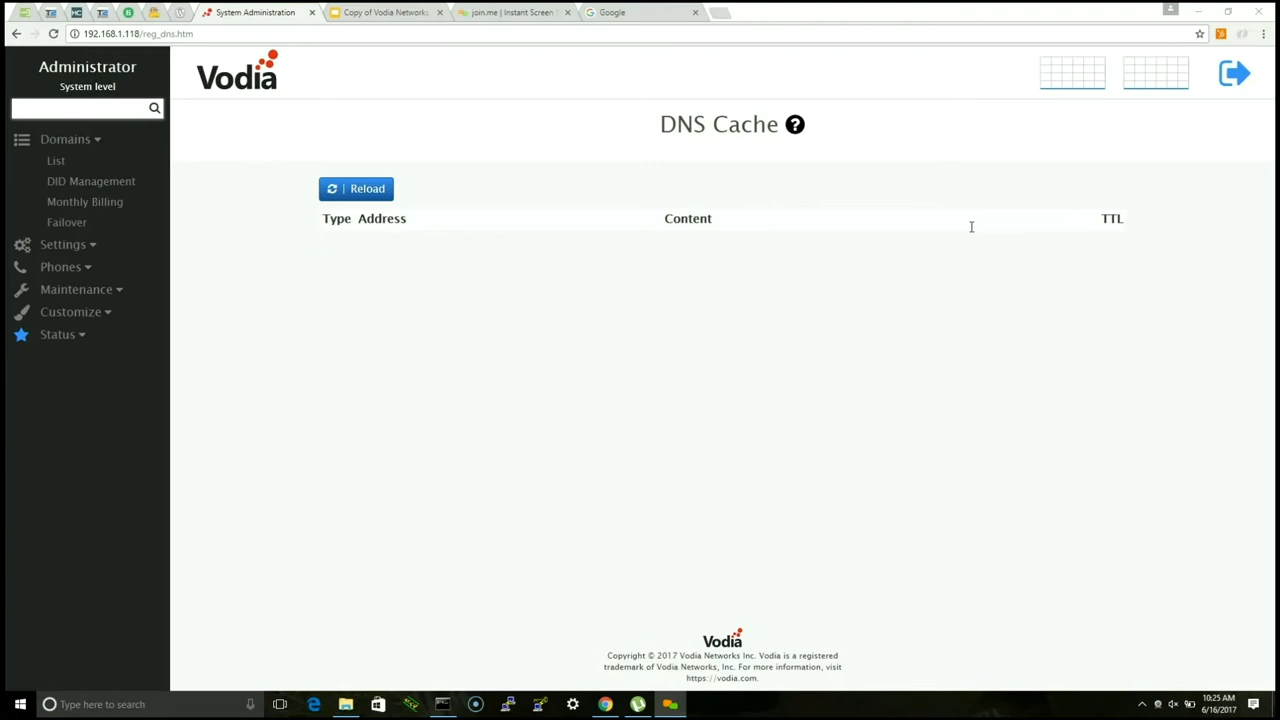 System Administration
Copy of Vodia Networks
join.me | Instant Screen
Google
192.168.1.118/reg_dns.htm
Administrator
System level
Domains
List
DID Management
Monthly Billing
Failover
Settings
Phones
Maintenance
Customize
Status
Vodia
DNS Cache ?
Reload
Type Address Content TTL
Vodia
Copyright © 2017 Vodia Networks Inc. Vodia is a registered
trademark of Vodia Networks, Inc. For more information, visit
https://vodia.com.
Type here to search
10:25 AM
6/16/2017